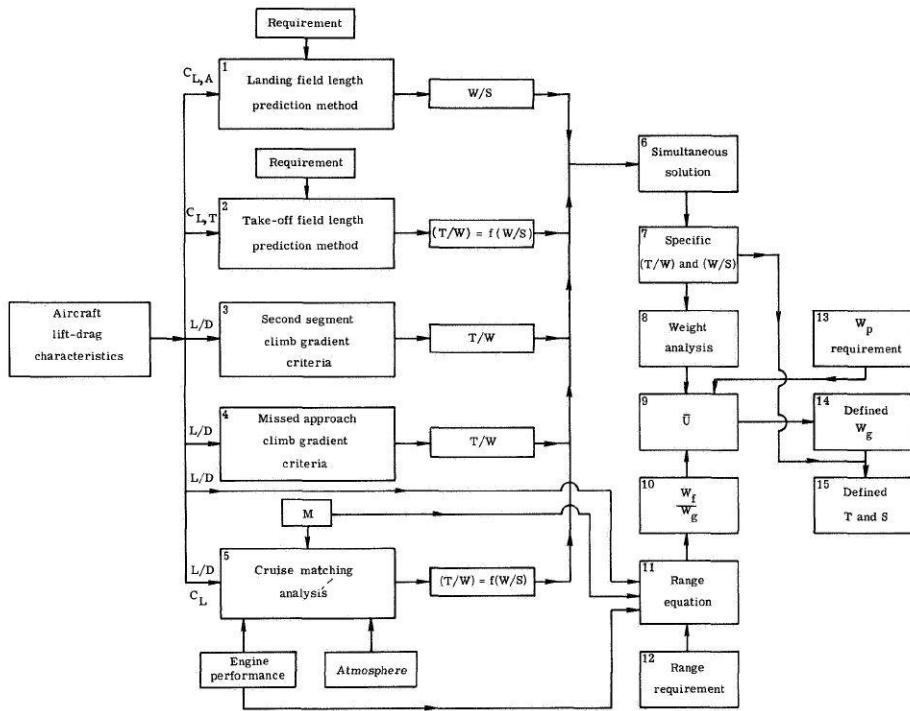 Requirement
C_L,A
1
Landing field length
prediction method
W/S
Requirement
C_L,T
2
Take-off field length
prediction method
(T/W) = f(W/S)
6
Simultaneous
solution
7
Specific
(T/W) and (W/S)
Aircraft
lift-drag
characteristics
L/D
3
Second segment
climb gradient
criteria
T/W
8
Weight
analysis
13
W_p
requirement
L/D
4
Missed approach
climb gradient
criteria
T/W
9
Ū
14
Defined
W_g
L/D
M
10
W_f
W_g
15
Defined
T and S
L/D
C_L
5
Cruise matching
analysis
(T/W) = f(W/S)
11
Range
equation
Engine
performance
Atmosphere
12
Range
requirement